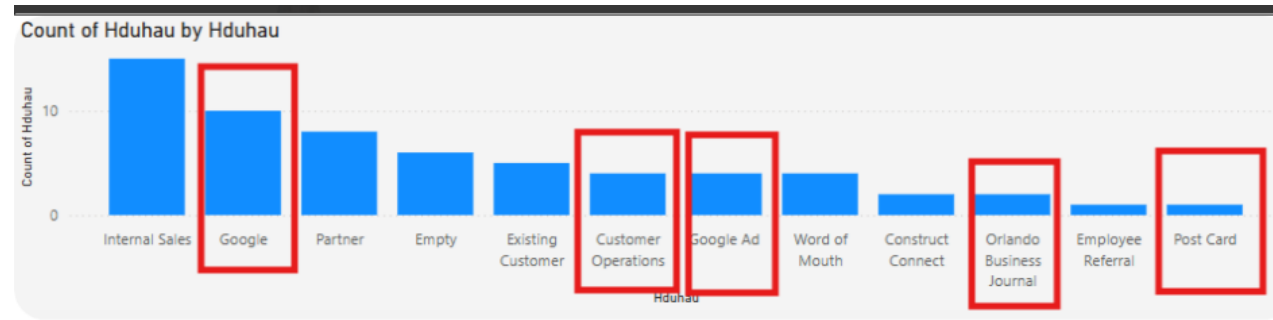 Count of Hduhau by Hduhau
Count of Hduhau
10
0
Internal Sales
Google
Partner
Empty
Existing
Customer
Customer
Operations
Google Ad
Word of
Mouth
Construct
Connect
Orlando
Business
Journal
Employee
Referral
Post Card
Hduhau